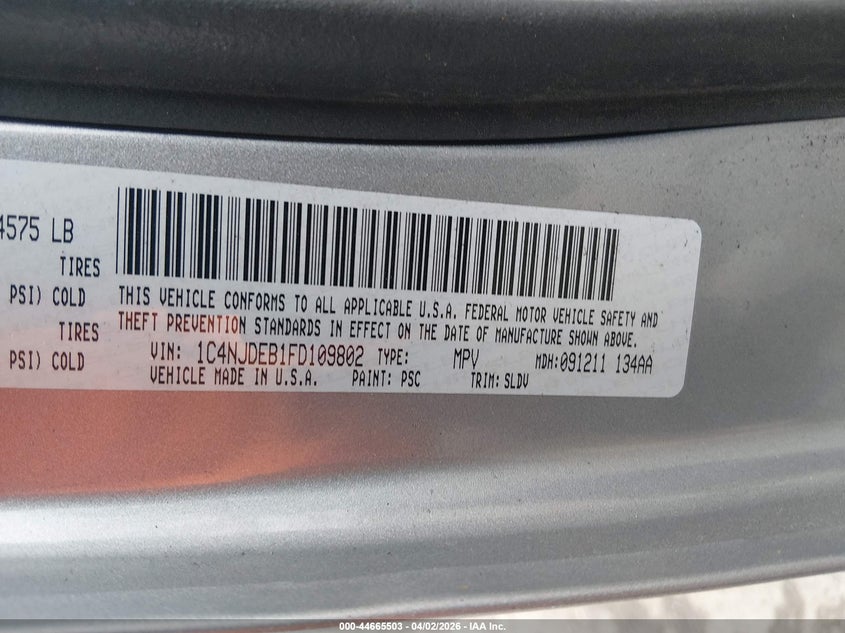 4575 LB
TIRES
PSI) COLD
TIRES
PSI) COLD
THIS VEHICLE CONFORMS TO ALL APPLICABLE U.S.A. FEDERAL MOTOR VEHICLE SAFETY AND
THEFT PREVENTION STANDARDS IN EFFECT ON THE DATE OF MANUFACTURE SHOWN ABOVE.
VIN: 1C4NJDEB1FD109802 TYPE: MPV MDH:091211 134AA
VEHICLE MADE IN U.S.A. PAINT: PSC TRIM: SLDV
000-44665503 | 04/02/2026 - IAA Inc.